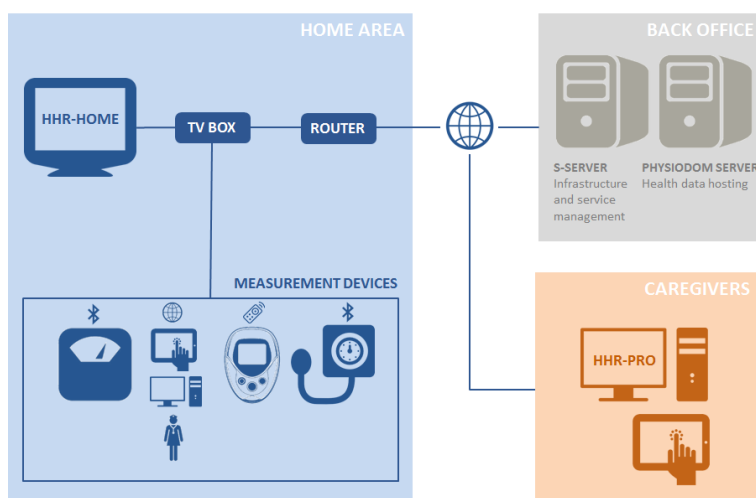 HOME AREA
HHR-HOME
TV BOX
ROUTER
MEASUREMENT DEVICES
BACK OFFICE
S-SERVER
Infrastructure
and service
management
PHYSIODOM SERVER
Health data hosting
CAREGIVERS
HHR-PRO